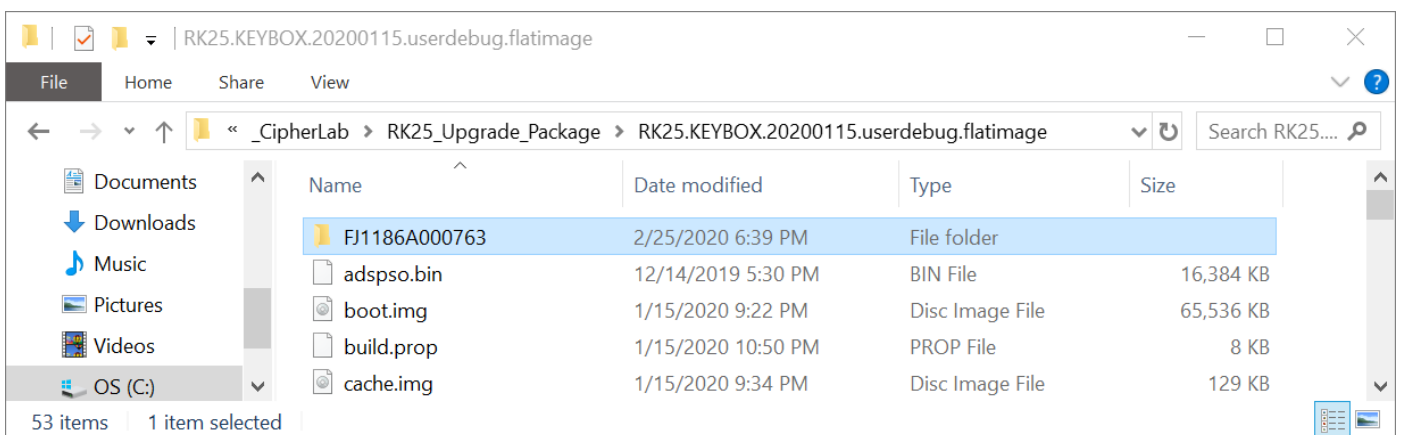 RK25.KEYBOX.20200115.userdebug.flatimage
File Home Share View
« _CipherLab > RK25_Upgrade_Package > RK25.KEYBOX.20200115.userdebug.flatimage Search RK25....
Documents
Downloads
Music
Pictures
Videos
OS (C:)
Name Date modified Type Size
FJ1186A000763 2/25/2020 6:39 PM File folder
adspso.bin 12/14/2019 5:30 PM BIN File 16,384 KB
boot.img 1/15/2020 9:22 PM Disc Image File 65,536 KB
build.prop 1/15/2020 10:50 PM PROP File 8 KB
cache.img 1/15/2020 9:34 PM Disc Image File 129 KB
53 items 1 item selected